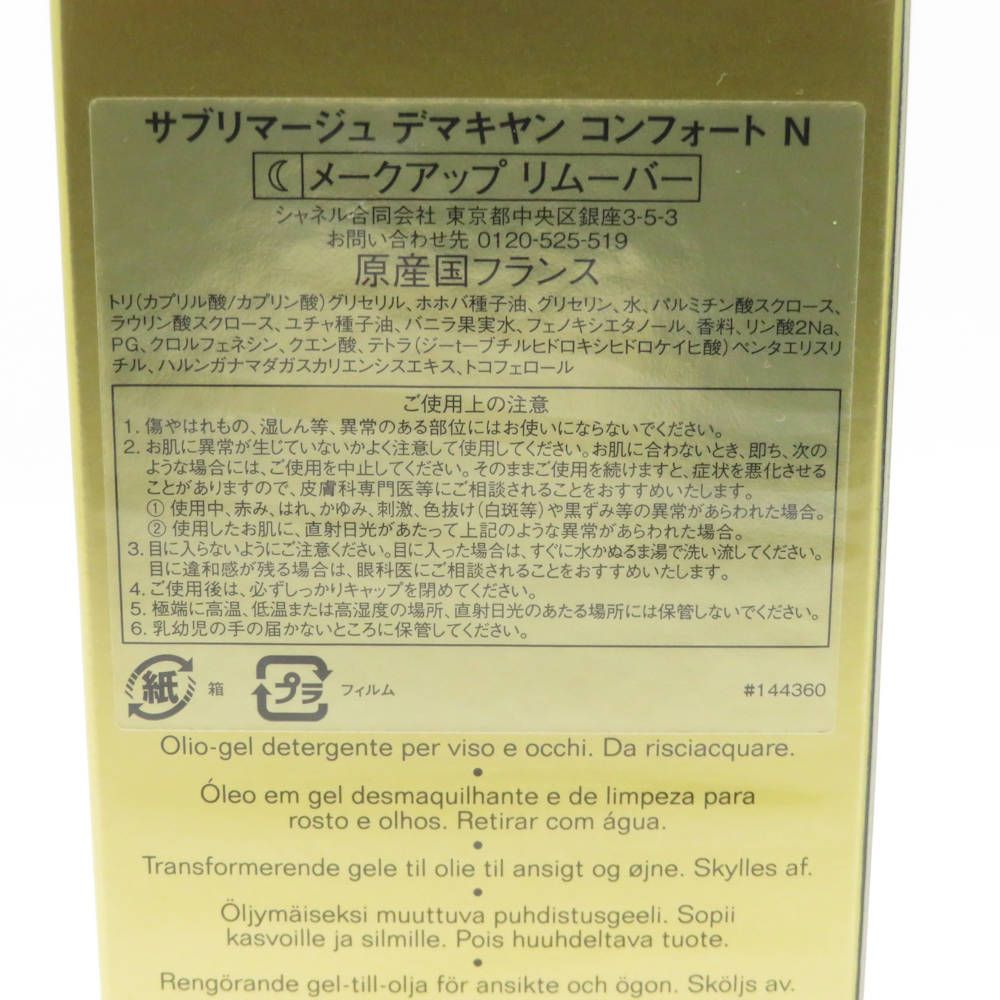 サブリマージュ デマキヤン コンフォート N
メークアップ リムーバー
シャネル合同会社 東京都中央区銀座3-5-3
お問い合わせ先 0120-525-519
原産国フランス
トリ(カプリル酸/カプリン酸)グリセリル、ホホバ種子油、グリセリン、水、パルミチン酸スクロース、
ラウリン酸スクロース、ユチャ種子油、バニラ果実水、フェノキシエタノール、香料、リン酸2Na、
PG、クロルフェネシン、クエン酸、テトラ(ジーt-ブチルヒドロキシヒドロケイヒ酸)ペンタエリスリ
チル、ハルンガナマダガスカリエンシスエキス、トコフェロール
ご使用上の注意
1. 傷やはれもの、湿しん等、異常のある部位にはお使いにならないでください。
2. お肌に異常が生じていないかよく注意して使用してください。お肌に合わないとき、即ち、次の
ような場合には、ご使用を中止してください。そのままご使用を続けますと、症状を悪化させる
ことがありますので、皮膚科専門医等にご相談されることをおすすめいたします。
① 使用中、赤み、はれ、かゆみ、刺激、色抜け(白斑等)や黒ずみ等の異常があらわれた場合。
② 使用したお肌に、直射日光があたって上記のような異常があらわれた場合。
3. 目に入らないようにご注意ください。目に入った場合は、すぐに水かぬるま湯で洗い流してください。
目に違和感が残る場合は、眼科医にご相談されることをおすすめいたします。
4. ご使用後は、必ずしっかりキャップを閉めてください。
5. 極端に高温、低温または高湿度の場所、直射日光のあたる場所には保管しないでください。
6. 乳幼児の手の届かないところに保管してください。
紙 箱 プラ フィルム #144360
Olio-gel detergente per viso e occhi. Da risciacquare.
•
Óleo em gel desmaquilhante e de limpeza para
rosto e olhos. Retirar com água.
•
Transformerende gele til olie til ansigt og øjne. Skylles af.
•
Öljymäiseksi muuttuva puhdistusgeeli. Sopii
kasvoille ja silmille. Pois huuhdeltava tuote.
•
Rengörande gel-till-olja för ansikte och ögon. Sköljs av.